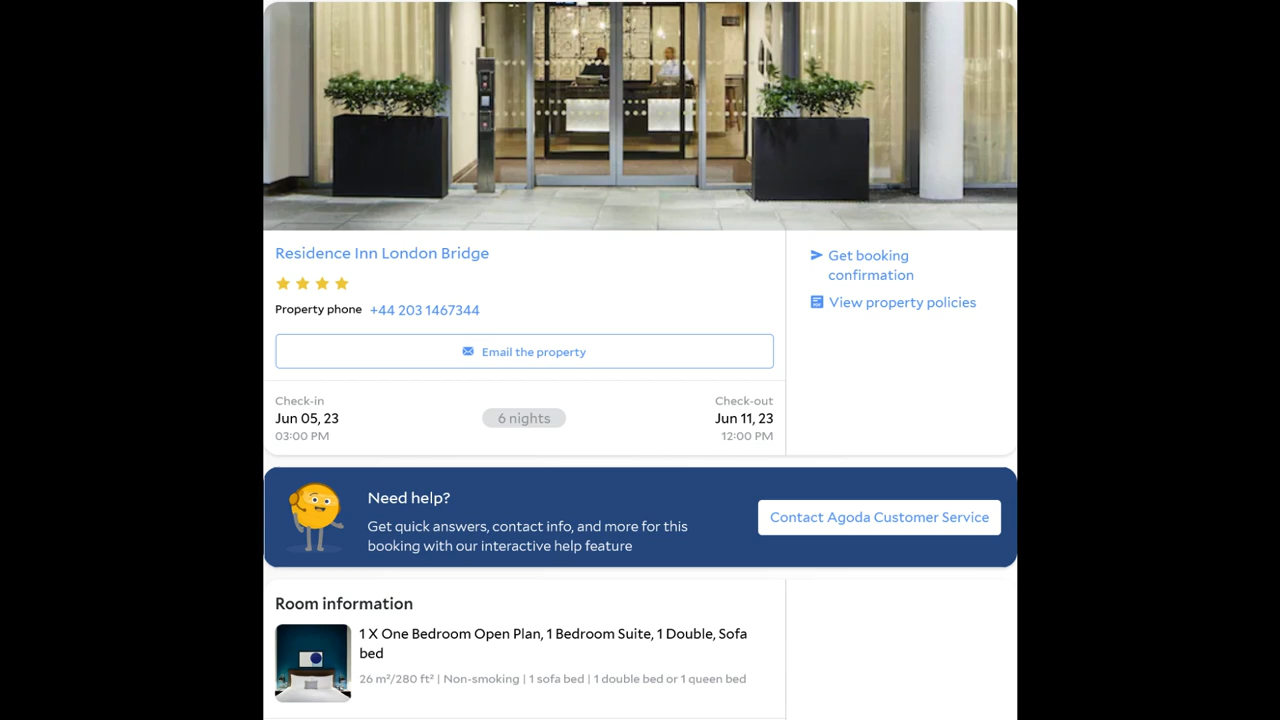 Residence Inn London Bridge
Property phone +44 203 1467344
Email the property
Get booking
confirmation
View property policies
Check-in
Jun 05, 23
03:00 PM
6 nights
Check-out
Jun 11, 23
12:00 PM
Need help?
Get quick answers, contact info, and more for this
booking with our interactive help feature
Contact Agoda Customer Service
Room information
1 X One Bedroom Open Plan, 1 Bedroom Suite, 1 Double, Sofa
bed
26 m²/280 ft² | Non-smoking | 1 sofa bed | 1 double bed or 1 queen bed